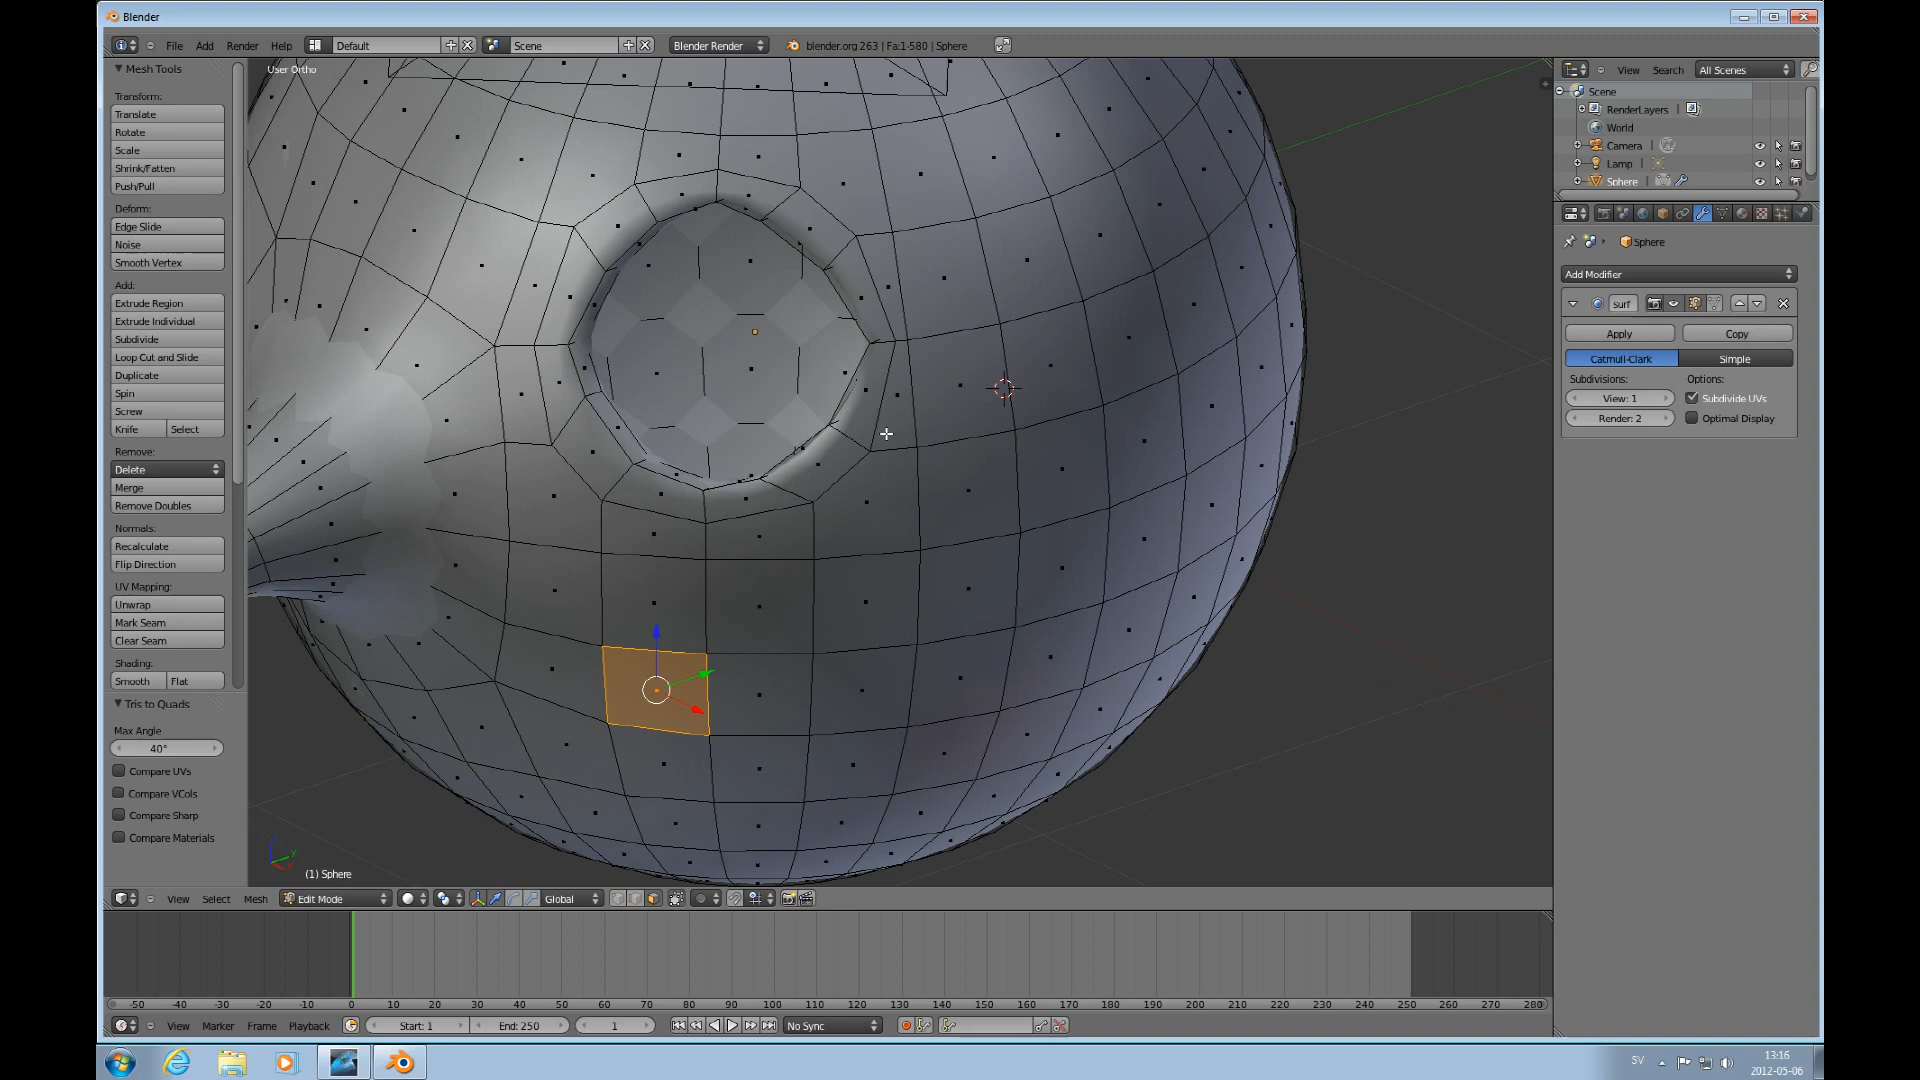 Blender
File Add Render Help Default Scene Blender Render blender.org 263 | Fa:1-580 | Sphere
Mesh Tools
Transform:
Translate
Rotate
Scale
Shrink/Fatten
Push/Pull
Deform:
Edge Slide
Noise
Smooth Vertex
Add:
Extrude Region
Extrude Individual
Subdivide
Loop Cut and Slide
Duplicate
Spin
Screw
Knife Select
Remove:
Delete
Merge
Remove Doubles
Normals:
Recalculate
Flip Direction
UV Mapping:
Unwrap
Mark Seam
Clear Seam
Shading:
Smooth Flat
Tris to Quads
Max Angle
40°
Compare UVs
Compare VCols
Compare Sharp
Compare Materials
User Ortho
(1) Sphere
View Select Mesh Edit Mode Global
View Search All Scenes
Scene
RenderLayers
World
Camera
Lamp
Sphere
Sphere
Add Modifier
surf
Apply Copy
Catmull-Clark Simple
Subdivisions: Options:
View: 1 Subdivide UVs
Render: 2 Optimal Display
-50 -40 -30 -20 -10 0 10 20 30 40 50 60 70 80 90 100 110 120 130 140 150 160 170 180 190 200 210 220 230 240 250 260 270 280
View Marker Frame Playback Start: 1 End: 250 1 No Sync
SV 13:16
2012-05-06